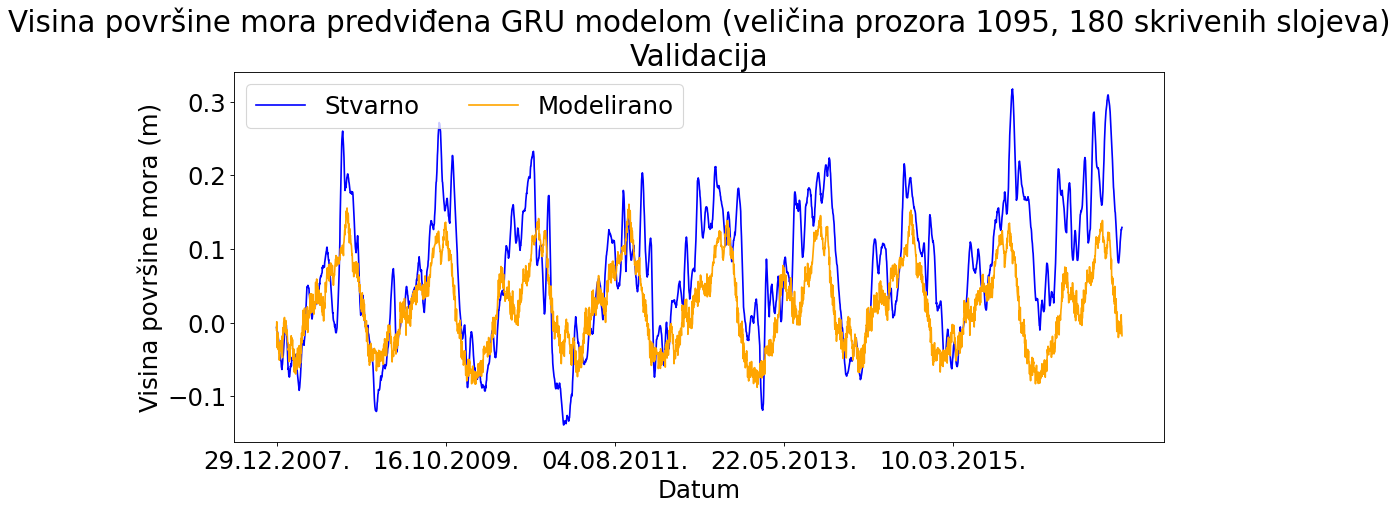 Visina površine mora predviđena GRU modelom (veličina prozora 1095, 180 skrivenih slojeva)
Validacija
Stvarno
Modelirano
Visina površine mora (m)
0.3
0.2
0.1
0.0
−0.1
29.12.2007.
16.10.2009.
04.08.2011.
22.05.2013.
10.03.2015.
Datum